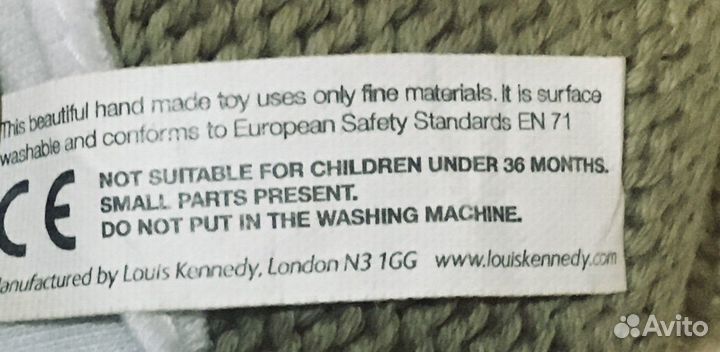 This beautiful hand made toy uses only fine materials. It is surface
washable and conforms to European Safety Standards EN 71
CE
NOT SUITABLE FOR CHILDREN UNDER 36 MONTHS.
SMALL PARTS PRESENT.
DO NOT PUT IN THE WASHING MACHINE.
anufactured by Louis Kennedy, London N3 1GG www.louiskennedy.com
Avito